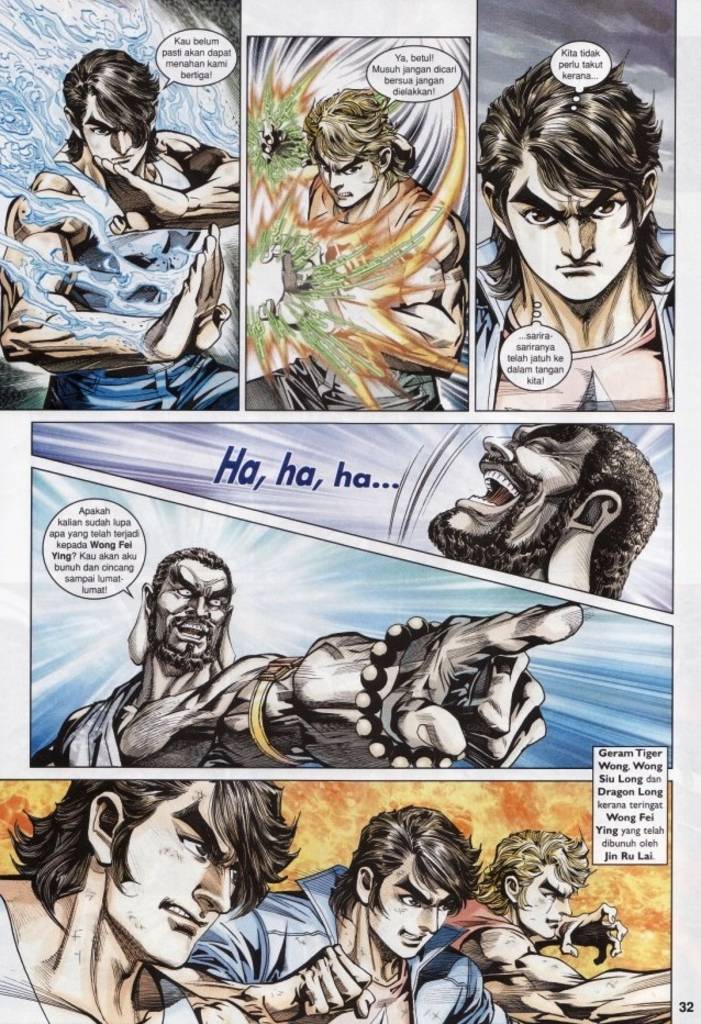 Kau belum
pasti akan dapat
menahan kami
bertiga!
Ya, betul!
Musuh jangan dicari
bersua jangan
dielakkan!
Kita tidak
perlu takut
kerana...
...sarira-
sariranya
telah jatuh ke
dalam tangan
kita!
Ha, ha, ha...
Apakah
kalian sudah lupa
apa yang telah terjadi
kepada Wong Fei
Ying? Kau akan aku
bunuh dan cincang
sampai lumat-
lumat!
Geram Tiger
Wong, Wong
Siu Long dan
Dragon Long
kerana teringat
Wong Fei
Ying yang telah
dibunuh oleh
Jin Ru Lai.
32